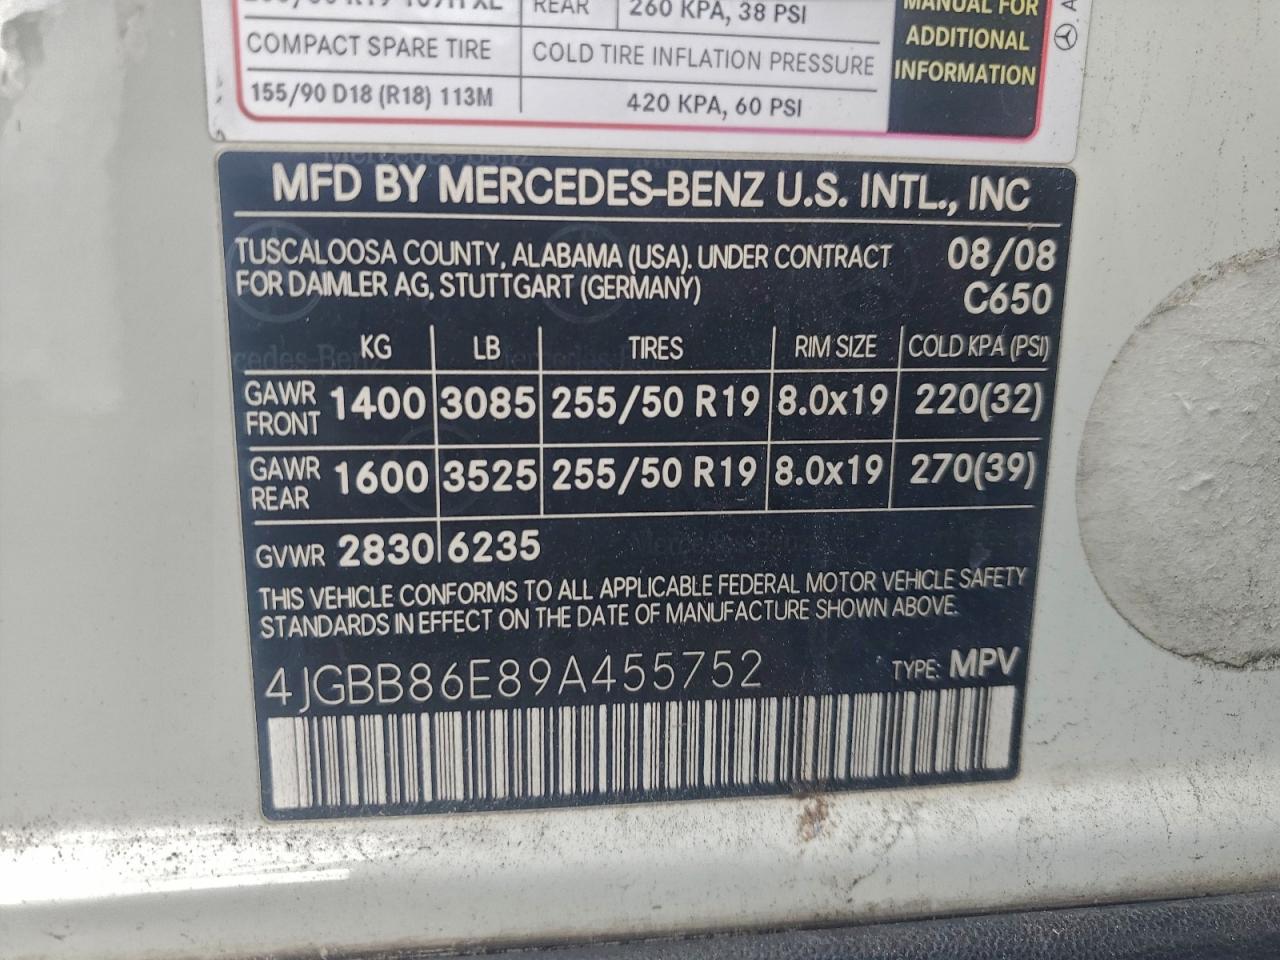 REAR 260 KPA, 38 PSI
MANUAL FOR
ADDITIONAL
INFORMATION
COMPACT SPARE TIRE COLD TIRE INFLATION PRESSURE
155/90 D18 (R18) 113M 420 KPA, 60 PSI
MFD BY MERCEDES-BENZ U.S. INTL., INC
TUSCALOOSA COUNTY, ALABAMA (USA). UNDER CONTRACT 08/08
FOR DAIMLER AG, STUTTGART (GERMANY) C650
KG LB TIRES RIM SIZE COLD KPA (PSI)
GAWR FRONT 1400 3085 255/50 R19 8.0x19 220(32)
GAWR REAR 1600 3525 255/50 R19 8.0x19 270(39)
GVWR 2830 6235
THIS VEHICLE CONFORMS TO ALL APPLICABLE FEDERAL MOTOR VEHICLE SAFETY
STANDARDS IN EFFECT ON THE DATE OF MANUFACTURE SHOWN ABOVE.
4JGBB86E89A455752 TYPE: MPV